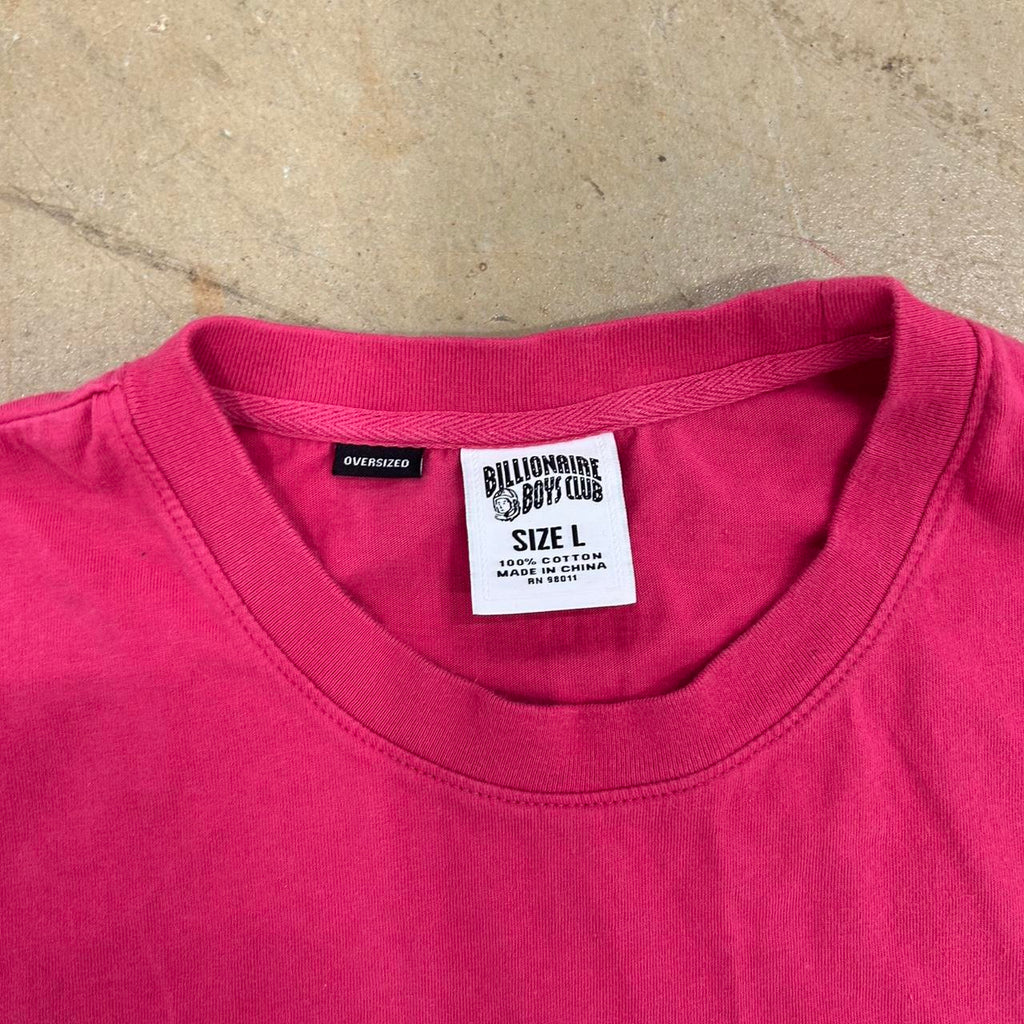 OVERSIZED
BILLIONAIRE
BOYS CLUB
SIZE L
100% COTTON
MADE IN CHINA
RN 98011